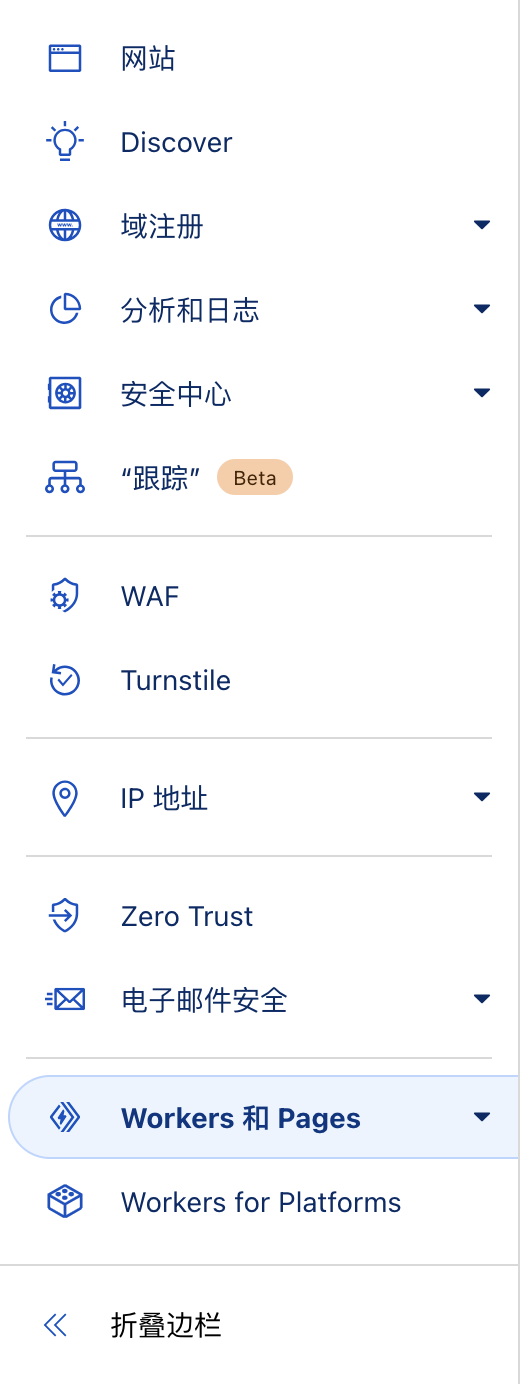 网站
Discover
域注册
分析和日志
安全中心
“跟踪” Beta
WAF
Turnstile
IP 地址
Zero Trust
电子邮件安全
Workers 和 Pages
Workers for Platforms
折叠边栏